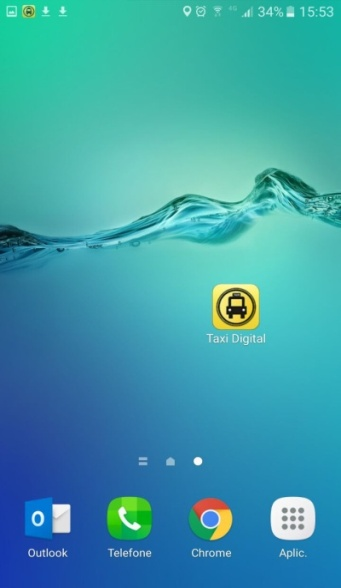 34% 15:53
Taxi Digital
Outlook
Telefone
Chrome
Aplic.